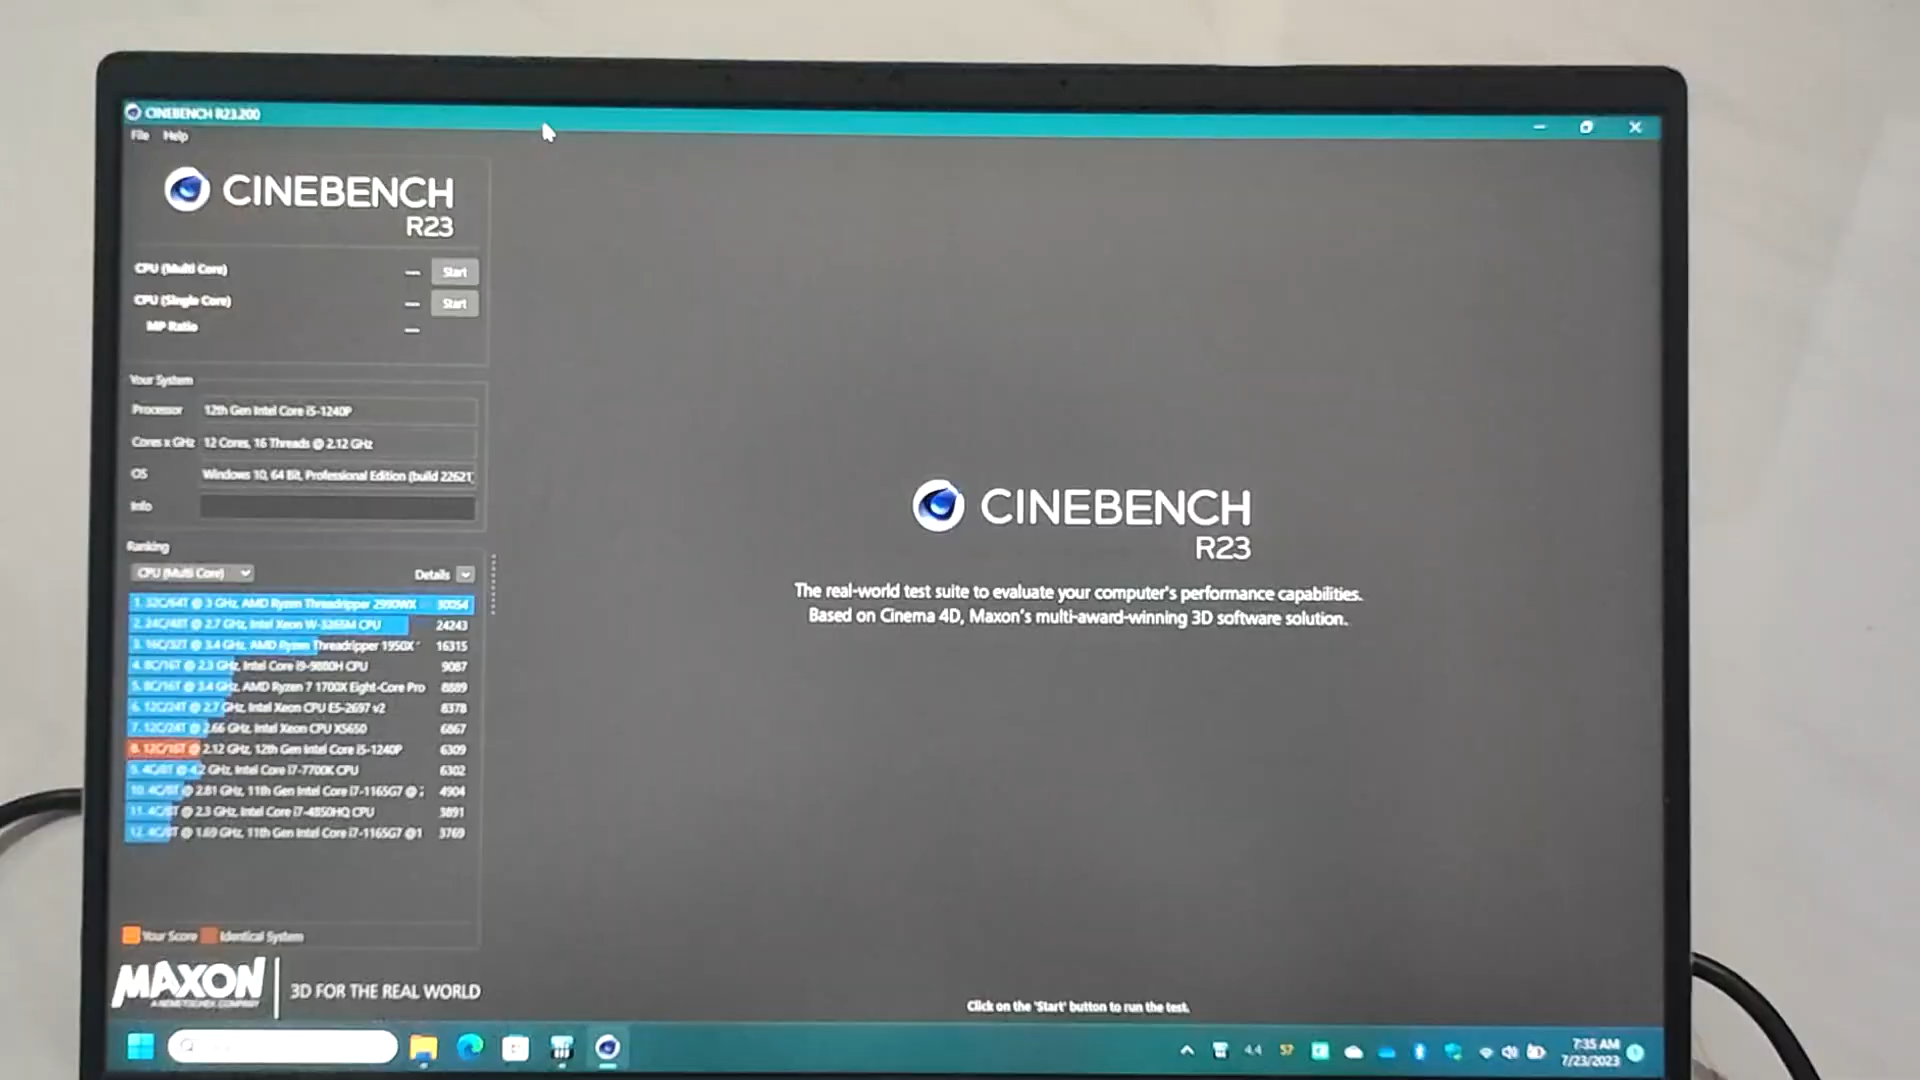 CINEBENCH R23.200
File Help
CINEBENCH
R23
CPU (Multi Core) --- Start
CPU (Single Core) --- Start
MP Ratio ---
Your System
Processor 12th Gen Intel Core i5-1240P
Cores x GHz 12 Cores, 16 Threads @ 2.12 GHz
OS Windows 10, 64 Bit, Professional Edition (build 22621)
Info
Ranking
CPU (Multi Core) Details
1. 32C/64T @ 3 GHz, AMD Ryzen Threadripper 2990WX 30054
2. 24C/48T @ 2.7 GHz, Intel Xeon W-3265M CPU 24243
3. 16C/32T @ 3.4 GHz, AMD Ryzen Threadripper 1950X 16315
4. 8C/16T @ 2.3 GHz, Intel Core i9-9880H CPU 9087
5. 8C/16T @ 3.4 GHz, AMD Ryzen 7 1700X Eight-Core Pro 8889
6. 12C/24T @ 2.7 GHz, Intel Xeon CPU E5-2697 v2 8378
7. 12C/24T @ 2.66 GHz, Intel Xeon CPU X5650 6867
8. 12C/16T @ 2.12 GHz, 12th Gen Intel Core i5-1240P 6309
9. 4C/8T @ 4.2 GHz, Intel Core i7-7700K CPU 6302
10. 4C/8T @ 2.81 GHz, 11th Gen Intel Core i7-1165G7 @ 4904
11. 4C/8T @ 2.3 GHz, Intel Core i7-4850HQ CPU 3891
12. 4C/8T @ 1.69 GHz, 11th Gen Intel Core i7-1165G7 @1 3769
Your Score Identical System
MAXON
A NEMETSCHEK COMPANY
3D FOR THE REAL WORLD
CINEBENCH
R23
The real-world test suite to evaluate your computer's performance capabilities.
Based on Cinema 4D, Maxon's multi-award-winning 3D software solution.
Click on the 'Start' button to run the test.
4.4 57 7:35 AM
7/23/2023